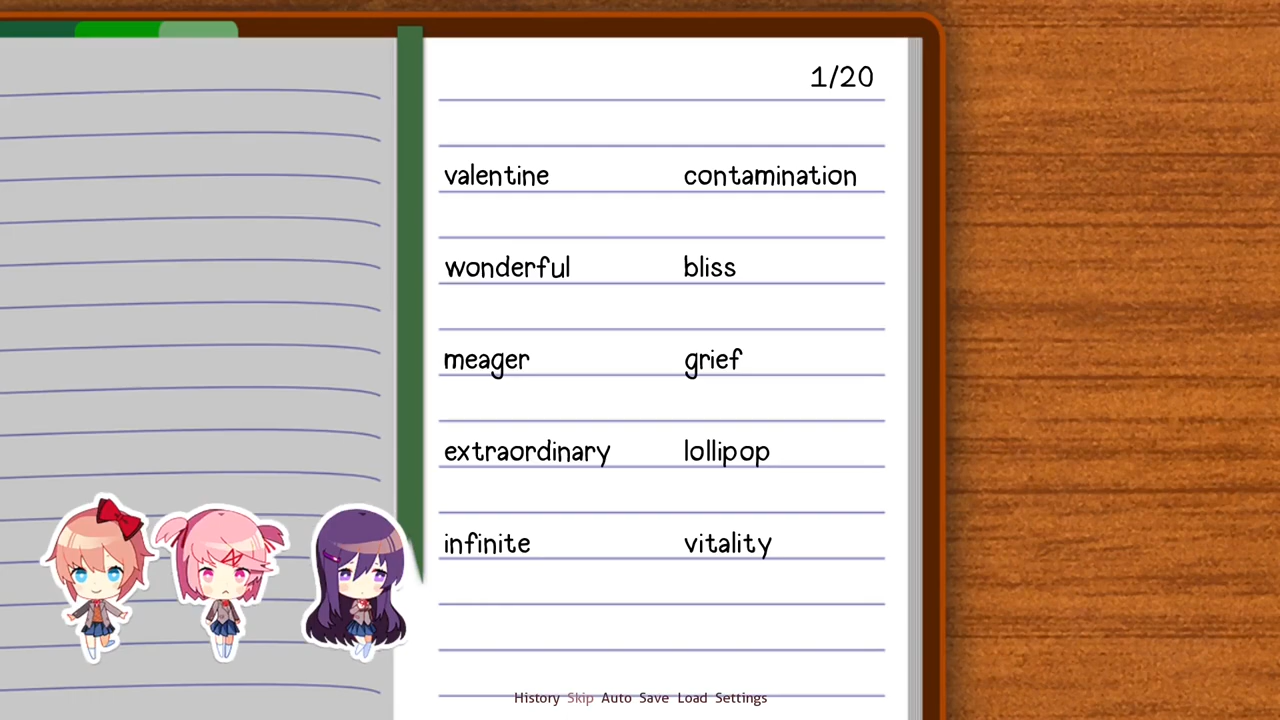 1/20
valentine contamination
wonderful bliss
meager grief
extraordinary lollipop
infinite vitality
History Skip Auto Save Load Settings